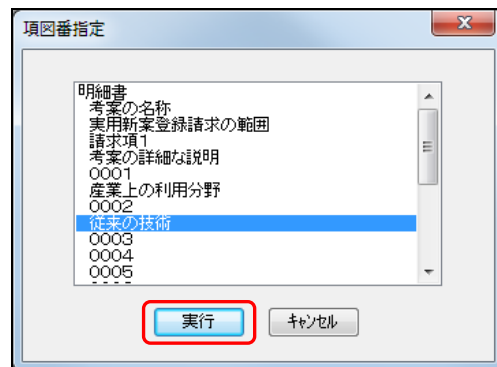 項図番指定
明細書
考案の名称
実用新案登録請求の範囲
請求項1
考案の詳細な説明
0001
産業上の利用分野
0002
従来の技術
0003
0004
0005
実行
ｷｬﾝｾﾙ